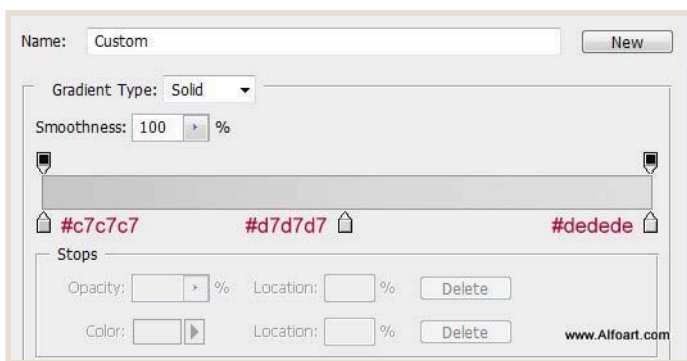 Name: Custom New
Gradient Type: Solid
Smoothness: 100 %
#c7c7c7 #d7d7d7 #dedede
Stops
Opacity: % Location: % Delete
Color: Location: % Delete
www.Alfoart.com